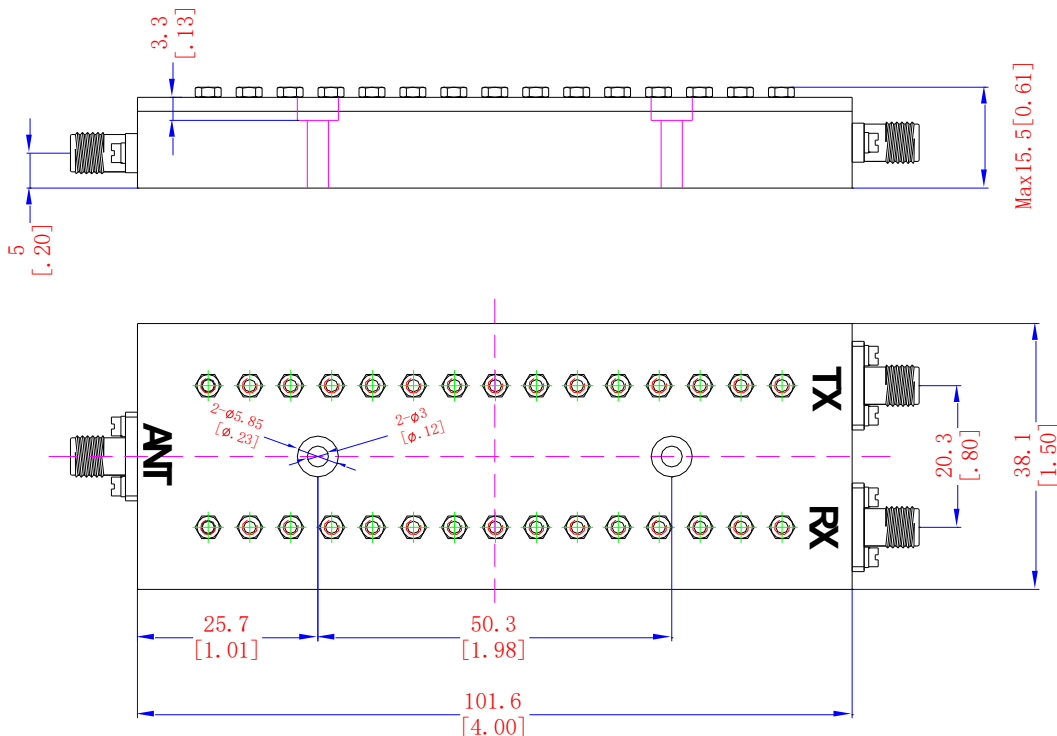 3.3
[.13]
Max15.5[0.61]
5
[.20]
TX
2-ø5.85
[ø.23]
2-ø3
[ø.12]
ANT
20.3
[.80]
38.1
[1.50]
RX
25.7
[1.01]
50.3
[1.98]
101.6
[4.00]